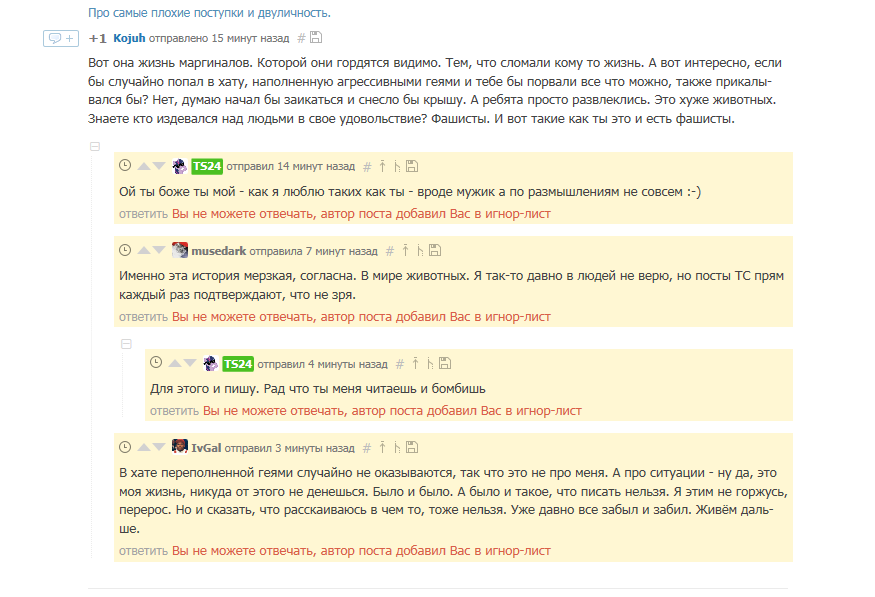 Про самые плохие поступки и двуличность.
+1 Kojuh отправлено 15 минут назад #
Вот она жизнь маргиналов. Которой они гордятся видимо. Тем, что сломали кому то жизнь. А вот интересно, если
бы случайно попал в хату, наполненную агрессивными геями и тебе бы порвали все что можно, также прикалы-
вался бы? Нет, думаю начал бы заикаться и снесло бы крышу. А ребята просто развлеклись. Это хуже животных.
Знаете кто издевался над людьми в свое удовольствие? Фашисты. И вот такие как ты это и есть фашисты.
TS24 отправил 14 минут назад #
Ой ты боже ты мой - как я люблю таких как ты - вроде мужик а по размышлениям не совсем :-)
ответить Вы не можете отвечать, автор поста добавил Вас в игнор-лист
musedark отправила 7 минут назад #
Именно эта история мерзкая, согласна. В мире животных. Я так-то давно в людей не верю, но посты ТС прям
каждый раз подтверждают, что не зря.
ответить Вы не можете отвечать, автор поста добавил Вас в игнор-лист
TS24 отправил 4 минуты назад #
Для этого и пишу. Рад что ты меня читаешь и бомбишь
ответить Вы не можете отвечать, автор поста добавил Вас в игнор-лист
IvGal отправил 3 минуты назад #
В хате переполненной геями случайно не оказываются, так что это не про меня. А про ситуации - ну да, это
моя жизнь, никуда от этого не денешься. Было и было. А было и такое, что писать нельзя. Я этим не горжусь,
перерос. Но и сказать, что расскаиваюсь в чем то, тоже нельзя. Уже давно все забыл и забил. Живём даль-
ше.
ответить Вы не можете отвечать, автор поста добавил Вас в игнор-лист